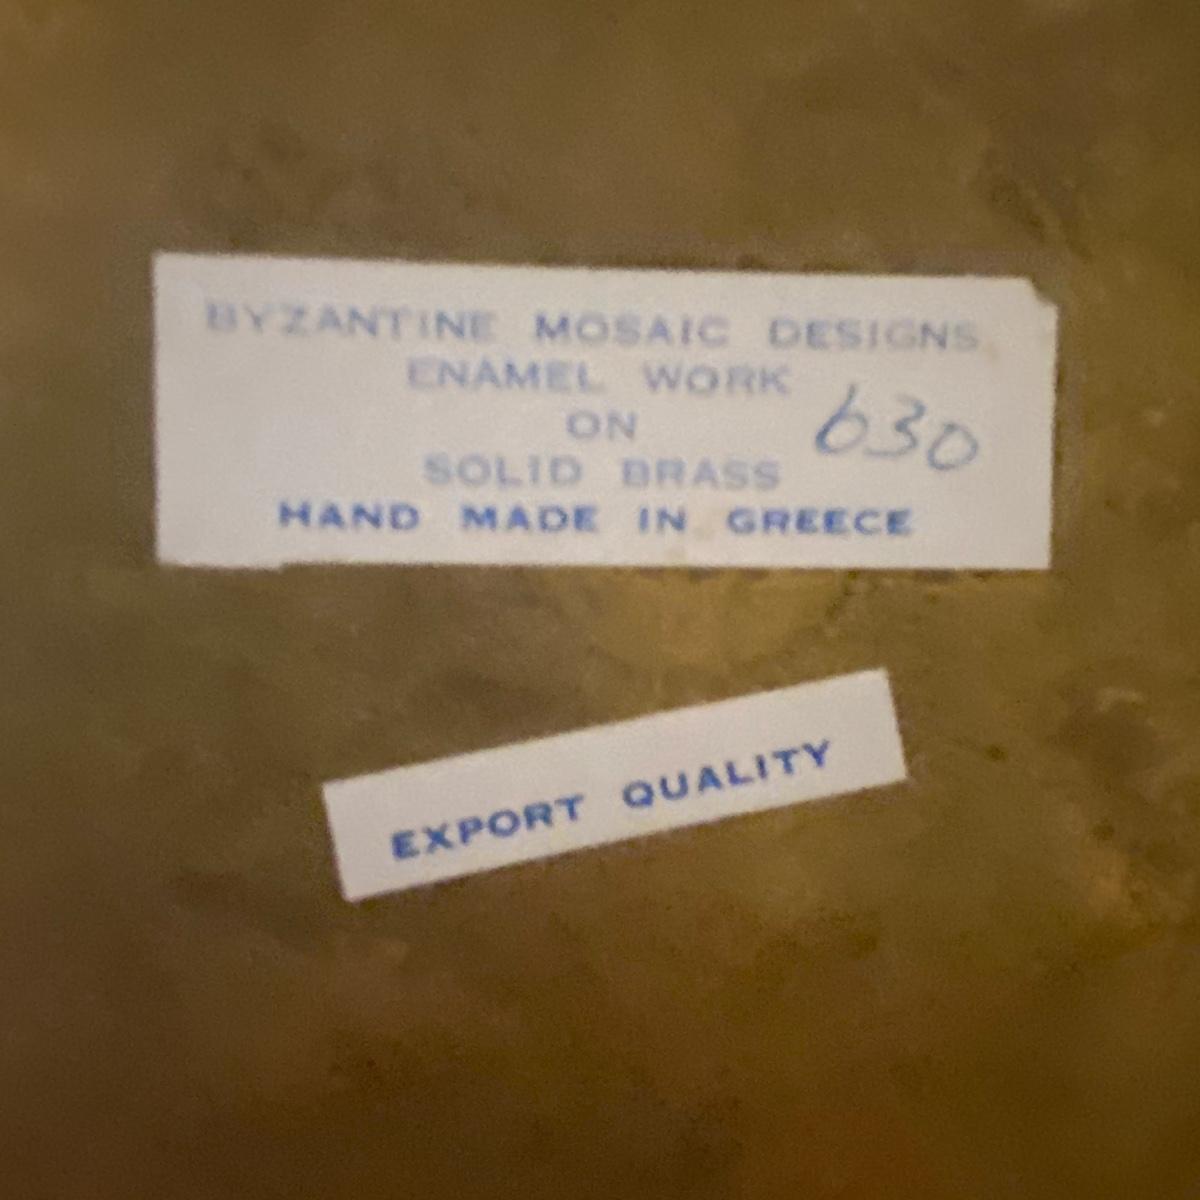 BYZANTINE MOSAIC DESIGNS
ENAMEL WORK
ON
630
SOLID BRASS
HAND MADE IN GREECE
EXPORT QUALITY